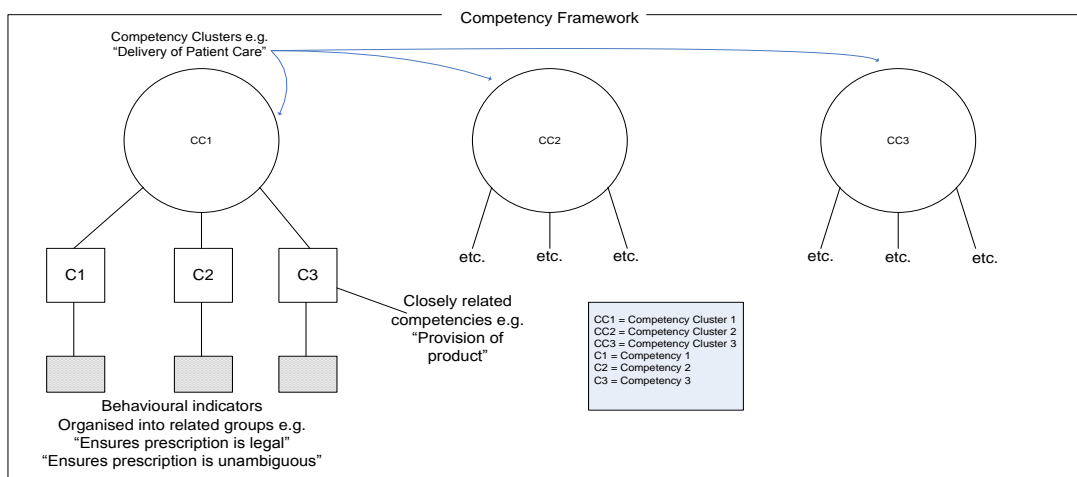 Competency Framework
Competency Clusters e.g.
“Delivery of Patient Care”
CC1
CC2
CC3
etc.
etc.
etc.
etc.
etc.
etc.
C1
C2
C3
Closely related
competencies e.g.
“Provision of
product”
CC1 = Competency Cluster 1
CC2 = Competency Cluster 2
CC3 = Competency Cluster 3
C1 = Competency 1
C2 = Competency 2
C3 = Competency 3
Behavioural indicators
Organised into related groups e.g.
“Ensures prescription is legal”
“Ensures prescription is unambiguous”